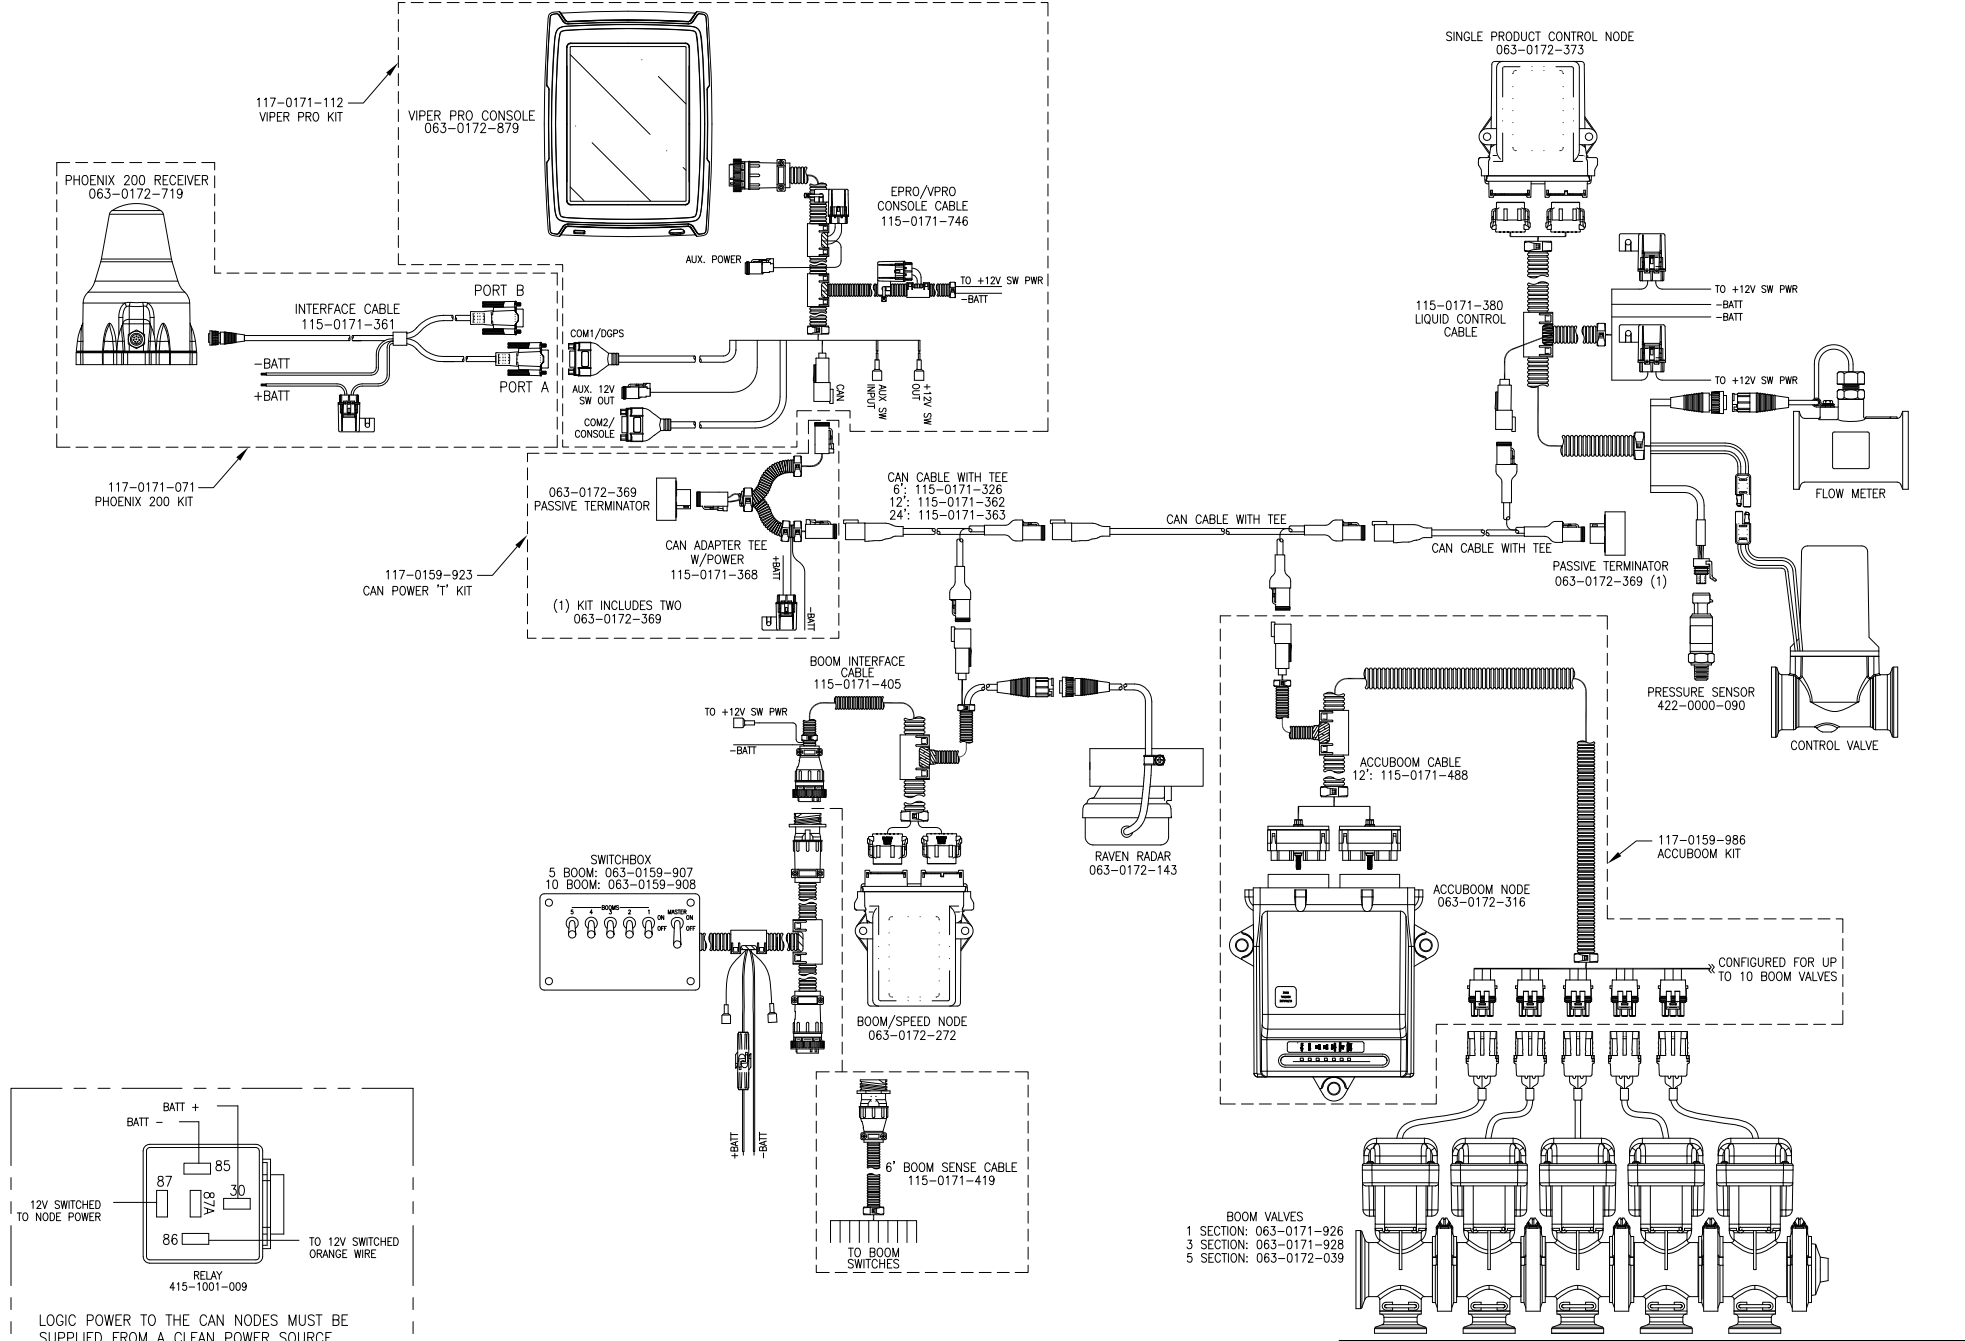 SINGLE PRODUCT CONTROL NODE
063-0172-373
117-0171-112
VIPER PRO KIT
VIPER PRO CONSOLE
063-0172-879
PHOENIX 200 RECEIVER
063-0172-719
EPRO/VPRO
CONSOLE CABLE
115-0171-746
AUX. POWER
TO +12V SW PWR
-BATT
PORT B
INTERFACE CABLE
115-0171-361
-BATT
+BATT
PORT A
COM1/DGPS
AUX. 12V
SW OUT
COM2/
CONSOLE
CAN
AUX SW
INPUT
+12V SW
OUT
115-0171-380
LIQUID CONTROL
CABLE
TO +12V SW PWR
-BATT
-BATT
TO +12V SW PWR
FLOW METER
117-0171-071
PHOENIX 200 KIT
063-0172-369
PASSIVE TERMINATOR
CAN CABLE WITH TEE
6': 115-0171-326
12': 115-0171-362
24': 115-0171-363
CAN CABLE WITH TEE
CAN CABLE WITH TEE
CAN ADAPTER TEE
W/POWER
115-0171-368
+BATT
-BATT
117-0159-923
CAN POWER 'T' KIT
(1) KIT INCLUDES TWO
063-0172-369
PASSIVE TERMINATOR
063-0172-369 (1)
BOOM INTERFACE
CABLE
115-0171-405
TO +12V SW PWR
-BATT
PRESSURE SENSOR
422-0000-090
CONTROL VALVE
ACCUBOOM CABLE
12': 115-0171-488
117-0159-986
ACCUBOOM KIT
RAVEN RADAR
063-0172-143
SWITCHBOX
5 BOOM: 063-0159-907
10 BOOM: 063-0159-908
BOOMS
5 4 3 2 1
ON
OFF
MASTER
ON
OFF
ACCUBOOM NODE
063-0172-316
CONFIGURED FOR UP
TO 10 BOOM VALVES
BOOM/SPEED NODE
063-0172-272
+BATT
-BATT
6' BOOM SENSE CABLE
115-0171-419
TO BOOM
SWITCHES
BATT +
BATT -
85
87
87A
30
86
12V SWITCHED
TO NODE POWER
TO 12V SWITCHED
ORANGE WIRE
RELAY
415-1001-009
BOOM VALVES
1 SECTION: 063-0171-926
3 SECTION: 063-0171-928
5 SECTION: 063-0172-039
LOGIC POWER TO THE CAN NODES MUST BE
SUPPLIED FROM A CLEAN POWER SOURCE